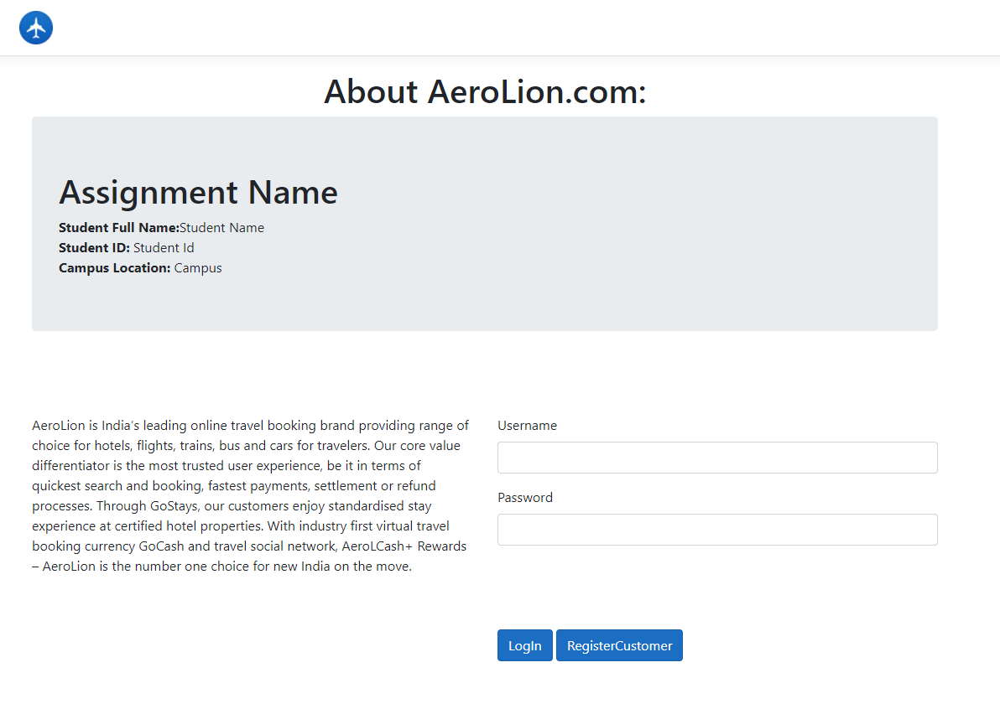 About AeroLion.com:
Assignment Name
Student Full Name:Student Name
Student ID: Student Id
Campus Location: Campus
AeroLion is India's leading online travel booking brand providing range of
choice for hotels, flights, trains, bus and cars for travelers. Our core value
differentiator is the most trusted user experience, be it in terms of
quickest search and booking, fastest payments, settlement or refund
processes. Through GoStays, our customers enjoy standardised stay
experience at certified hotel properties. With industry first virtual travel
booking currency GoCash and travel social network, AeroLCash+ Rewards
– AeroLion is the number one choice for new India on the move.
Username
Password
LogIn
RegisterCustomer